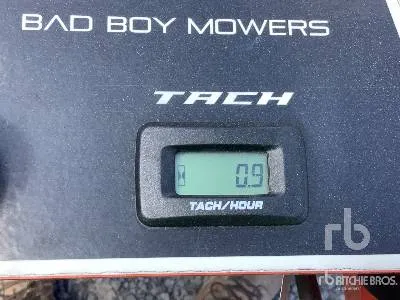 BAD BOY MOWERS
TACH
0.9
TACH/HOUR
rb
RITCHIE BROS.